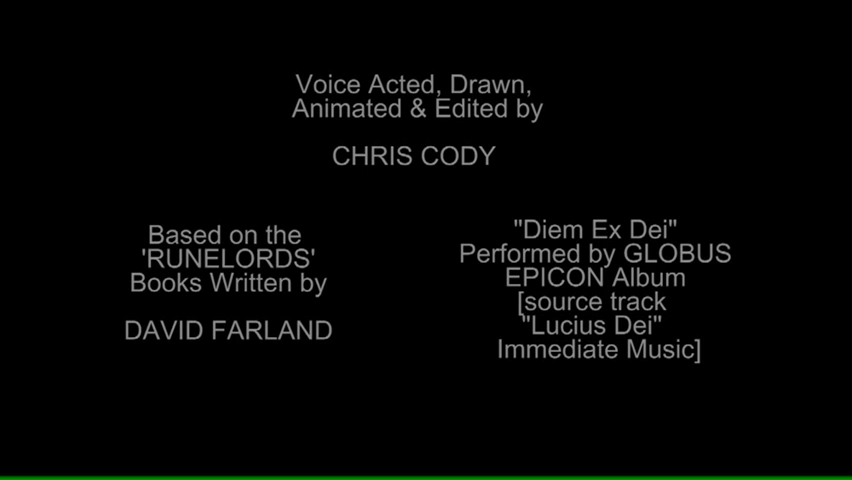 Voice Acted, Drawn,
Animated & Edited by
CHRIS CODY
Based on the
'RUNELORDS'
Books Written by
DAVID FARLAND
"Diem Ex Dei"
Performed by GLOBUS
EPICON Album
[source track
"Lucius Dei"
Immediate Music]